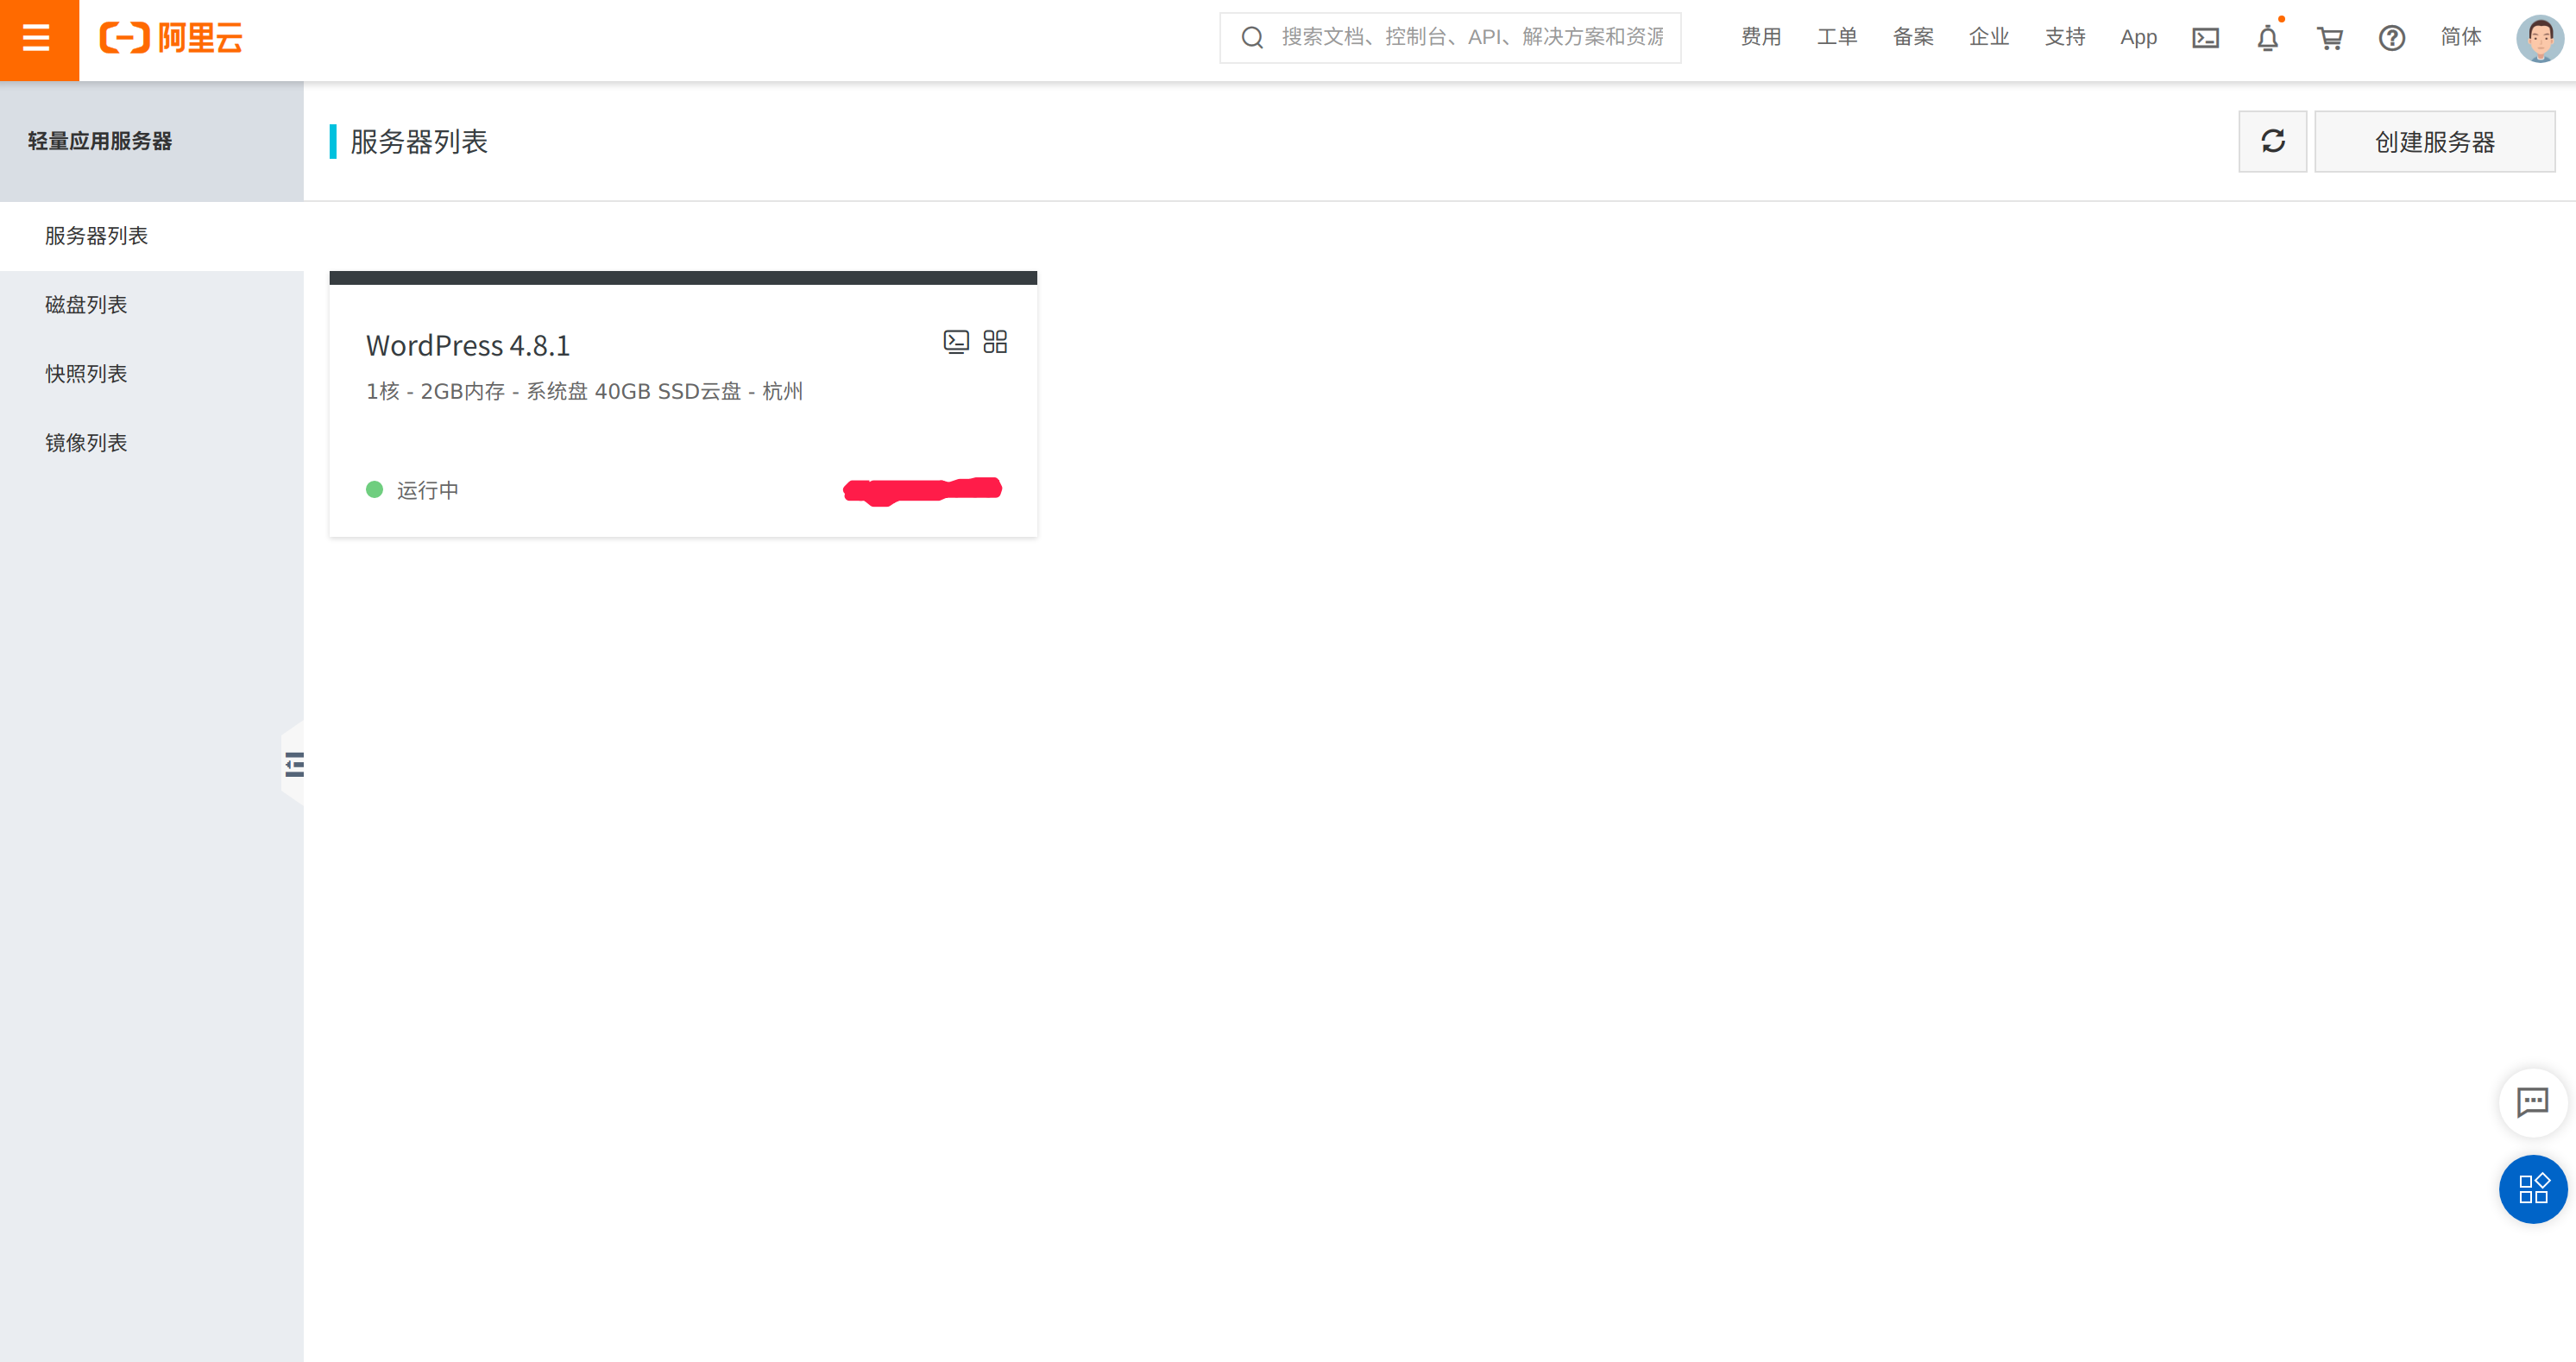 阿里云
搜索文档、控制台、API、解决方案和资源
费用 工单 备案 企业 支持 App 简体
轻量应用服务器
服务器列表
创建服务器
服务器列表
磁盘列表
快照列表
镜像列表
WordPress 4.8.1
1核 - 2GB内存 - 系统盘 40GB SSD云盘 - 杭州
运行中